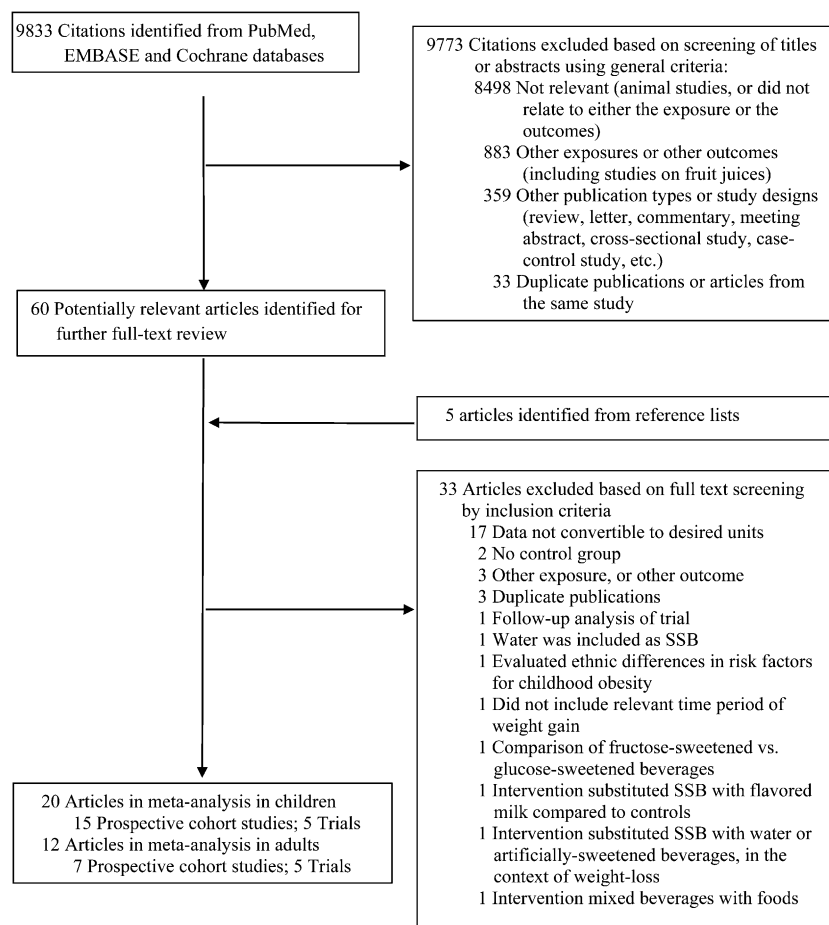 9833 Citations identified from PubMed,
EMBASE and Cochrane databases
9773 Citations excluded based on screening of titles
or abstracts using general criteria:
8498 Not relevant (animal studies, or did not
relate to either the exposure or the
outcomes)
883 Other exposures or other outcomes
(including studies on fruit juices)
359 Other publication types or study designs
(review, letter, commentary, meeting
abstract, cross-sectional study, case-
control study, etc.)
33 Duplicate publications or articles from
the same study
60 Potentially relevant articles identified for
further full-text review
5 articles identified from reference lists
33 Articles excluded based on full text screening
by inclusion criteria
17 Data not convertible to desired units
2 No control group
3 Other exposure, or other outcome
3 Duplicate publications
1 Follow-up analysis of trial
1 Water was included as SSB
1 Evaluated ethnic differences in risk factors
for childhood obesity
1 Did not include relevant time period of
weight gain
1 Comparison of fructose-sweetened vs.
glucose-sweetened beverages
1 Intervention substituted SSB with flavored
milk compared to controls
1 Intervention substituted SSB with water or
artificially-sweetened beverages, in the
context of weight-loss
1 Intervention mixed beverages with foods
20 Articles in meta-analysis in children
15 Prospective cohort studies; 5 Trials
12 Articles in meta-analysis in adults
7 Prospective cohort studies; 5 Trials